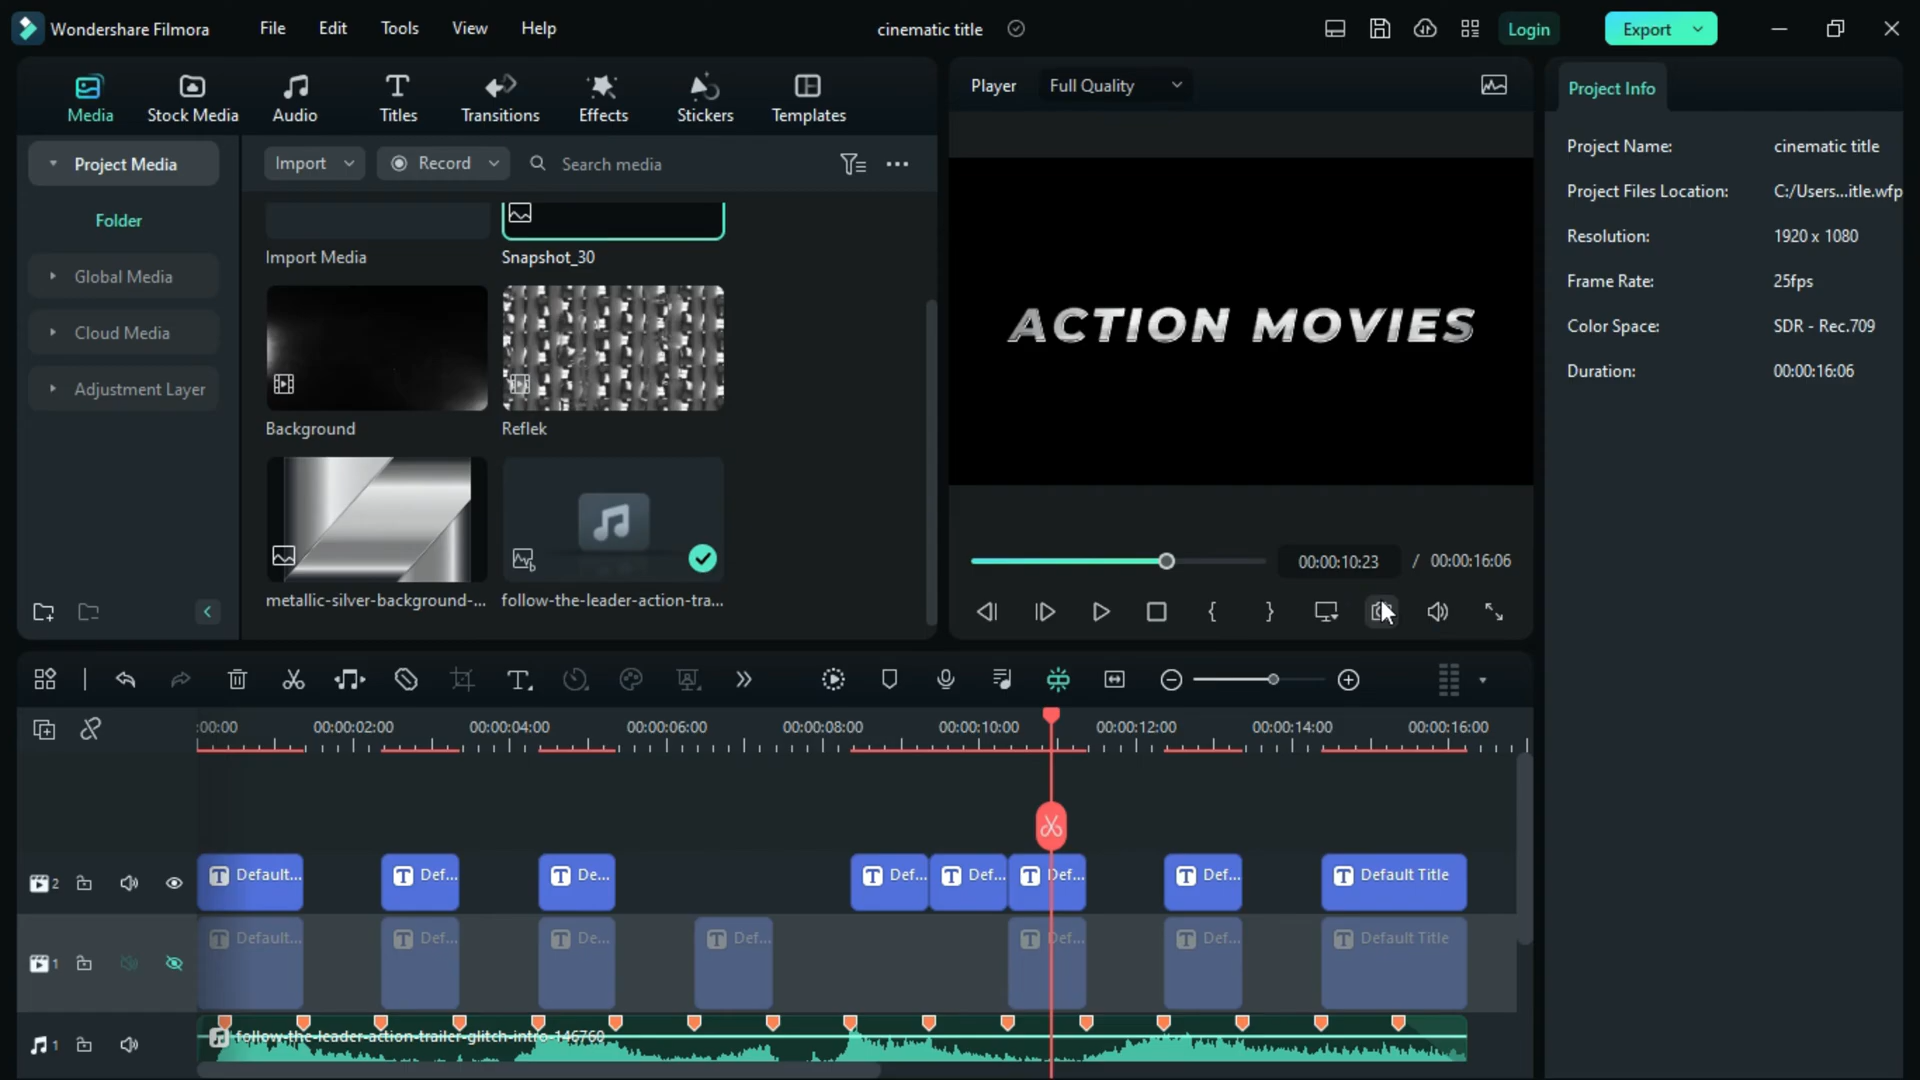 Wondershare Filmora File Edit Tools View Help cinematic title Login Export
Media Stock Media Audio Titles Transitions Effects Stickers Templates
Player Full Quality
Project Info
Project Media
Import Record Search media
Folder
Global Media
Cloud Media
Adjustment Layer
Import Media Snapshot_30
Background Reflek
metallic-silver-background-... follow-the-leader-action-tra...
ACTION MOVIES
00:00:10:23 / 00:00:16:06
Project Name: cinematic title
Project Files Location: C:/Users...itle.wfp
Resolution: 1920 x 1080
Frame Rate: 25fps
Color Space: SDR - Rec.709
Duration: 00:00:16:06
:00:00 00:00:02:00 00:00:04:00 00:00:06:00 00:00:08:00 00:00:10:00 00:00:12:00 00:00:14:00 00:00:16:00
2 T Default... T Def... T De... T Def... T Def... T Def... T Def... T Default Title
1 T Default... T Def... T De... T Def... T Def... T Def... T Default Title
1 follow-the-leader-action-trailer-glitch-intro-146760